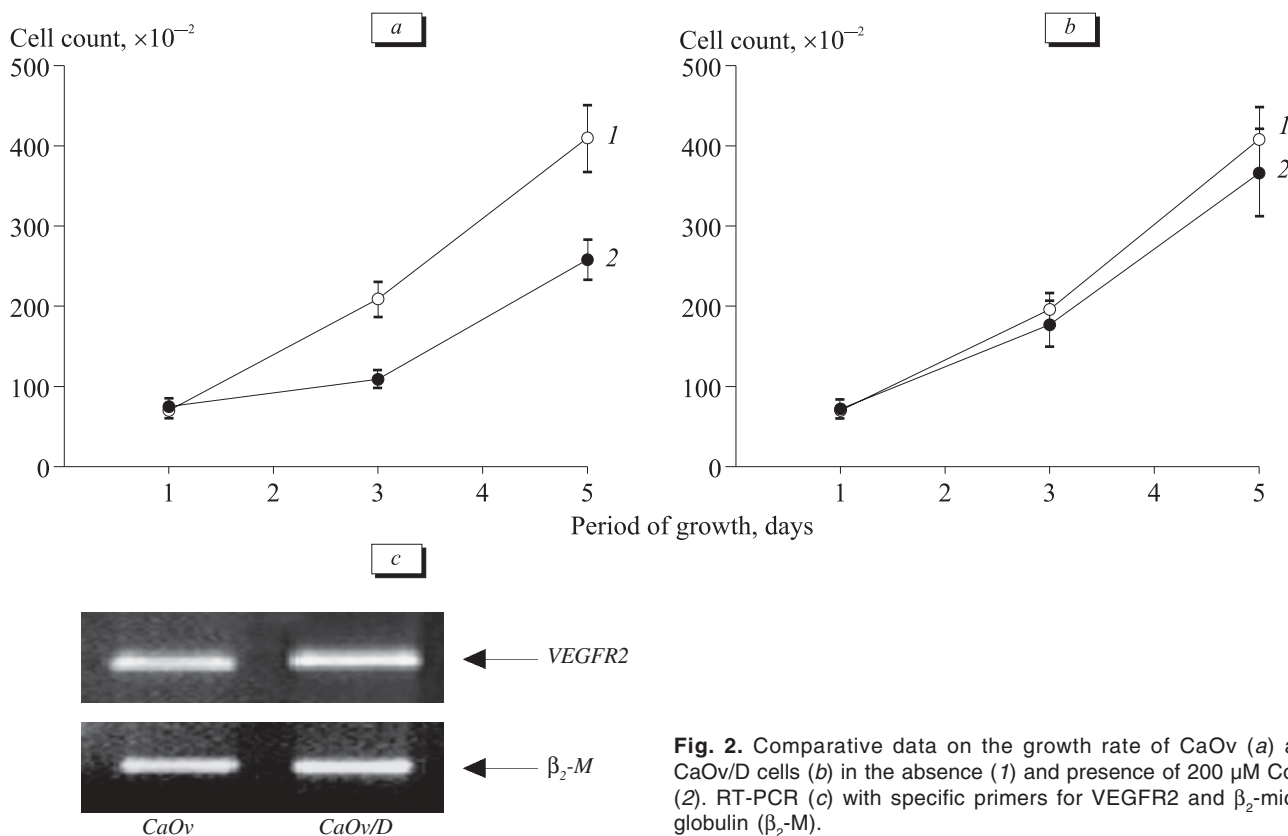 a
Cell count, ×10⁻²
500
400
300
200
100
0
1
2
3
4
5
1
2
b
Cell count, ×10⁻²
500
400
300
200
100
0
1
2
3
4
5
1
2
Period of growth, days
c
VEGFR2
β₂-M
CaOv
CaOv/D
Fig. 2. Comparative data on the growth rate of CaOv (a)
CaOv/D cells (b) in the absence (1) and presence of 200 μM
(2). RT-PCR (c) with specific primers for VEGFR2 and β₂-
globulin (β₂-M).